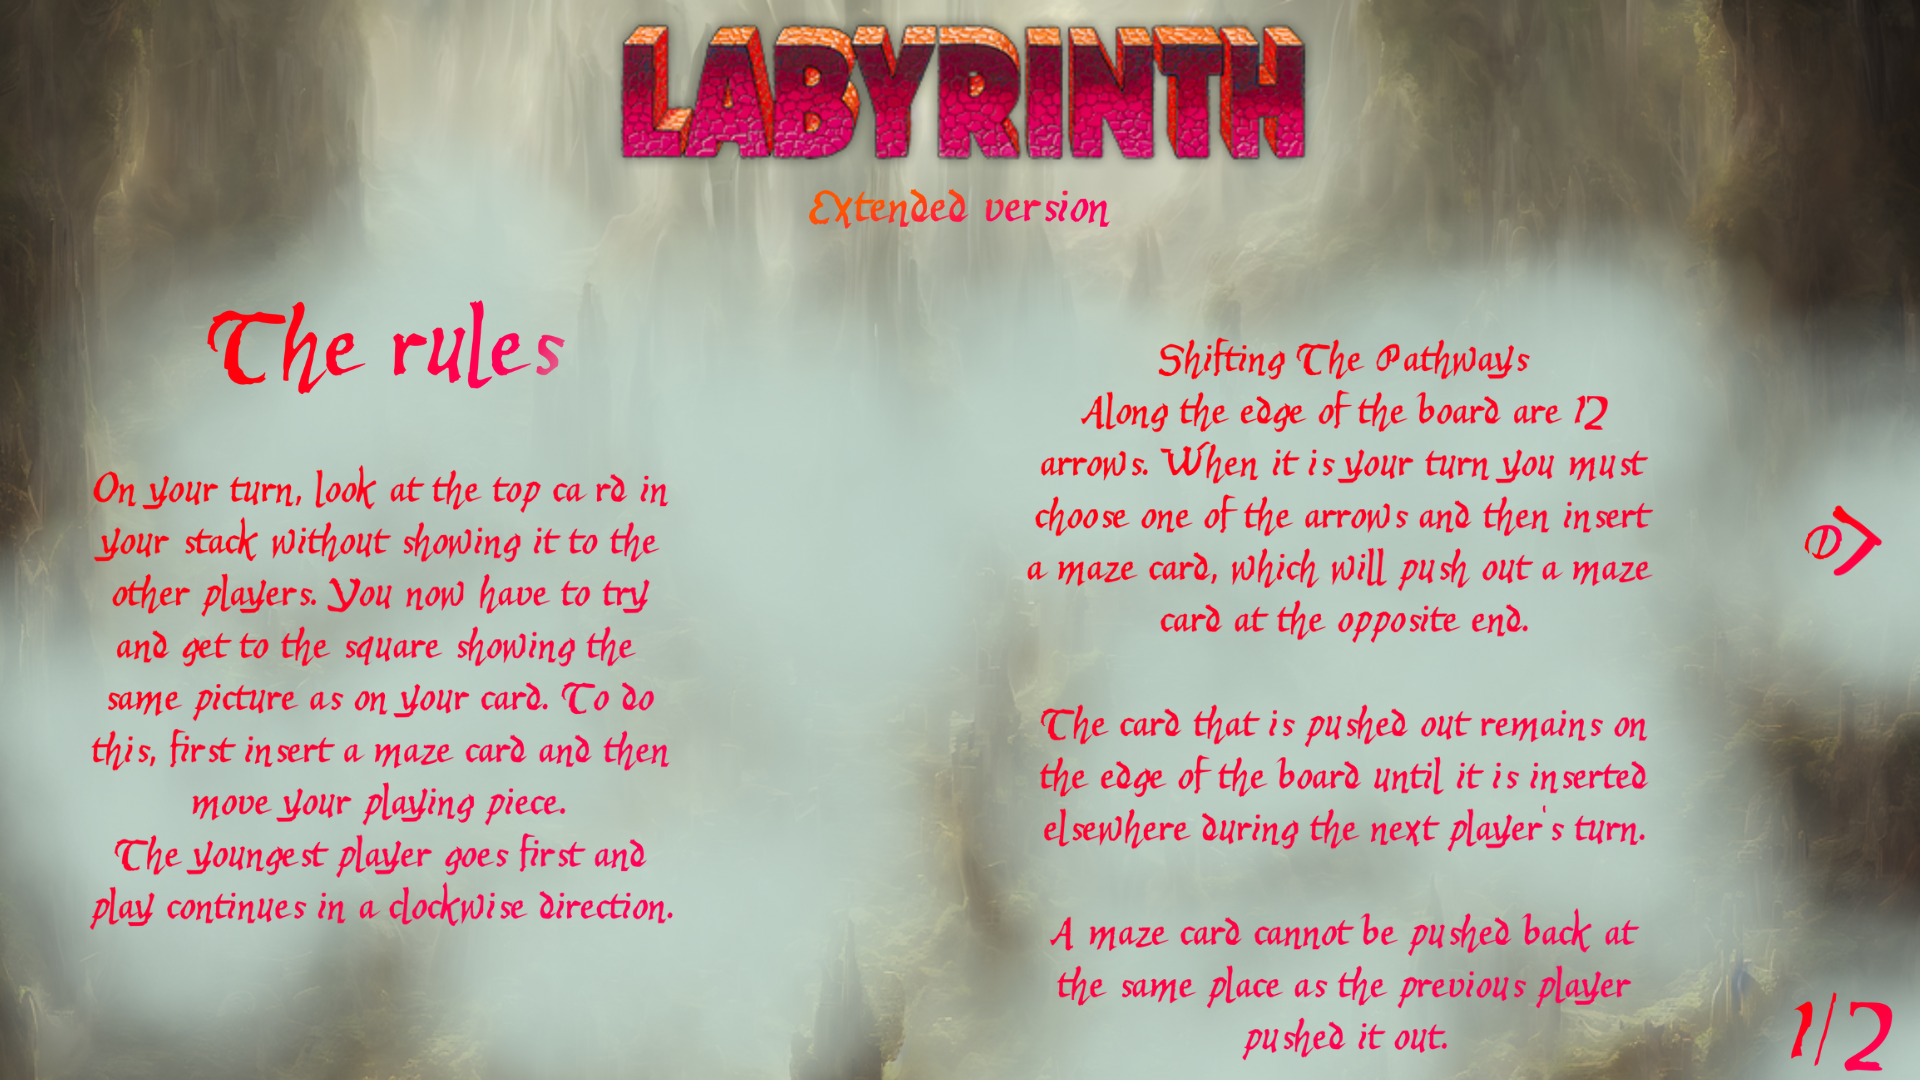 LABYRINTH
Extended version
The rules
On your turn, look at the top ca rd in
your stack without showing it to the
other players. You now have to try
and get to the square showing the
same picture as on your card. To do
this, first insert a maze card and then
move your playing piece.
The youngest player goes first and
play continues in a clockwise direction.
Shifting The Pathways
Along the edge of the board are 12
arrows. When it is your turn you must
choose one of the arrows and then insert
a maze card, which will push out a maze
card at the opposite end.
The card that is pushed out remains on
the edge of the board until it is inserted
elsewhere during the next player's turn.
A maze card cannot be pushed back at
the same place as the previous player
pushed it out.
D
1/2